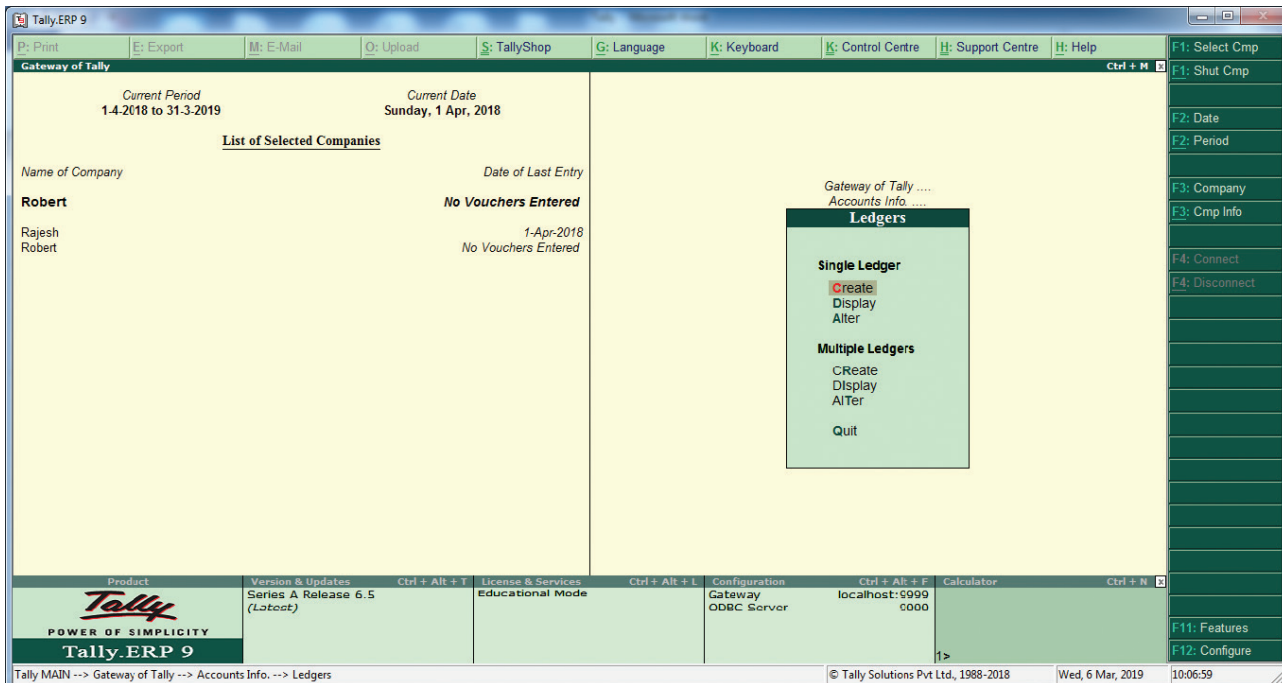 Tally.ERP 9
P: Print E: Export M: E-Mail O: Upload S: TallyShop G: Language K: Keyboard K: Control Centre H: Support Centre H: Help
Gateway of Tally Ctrl + M
Current Period Current Date
1-4-2018 to 31-3-2019 Sunday, 1 Apr, 2018
List of Selected Companies
Name of Company Date of Last Entry
Robert No Vouchers Entered
Rajesh 1-Apr-2018
Robert No Vouchers Entered
Gateway of Tally ....
Accounts Info. ....
Ledgers
Single Ledger
Create
Display
Alter
Multiple Ledgers
CReate
DIsplay
AlTer
Quit
F1: Select Cmp
F1: Shut Cmp
F2: Date
F2: Period
F3: Company
F3: Cmp Info
F4: Connect
F4: Disconnect
F11: Features
F12: Configure
Product
Tally
POWER OF SIMPLICITY
Tally.ERP 9
Version & Updates Ctrl + Alt + T
Series A Release 6.5
(Latest)
License & Services Ctrl + Alt + L
Educational Mode
Configuration Ctrl + Alt + F
Gateway localhost:9999
ODBC Server 9000
Calculator Ctrl + N
1>
Tally MAIN --> Gateway of Tally --> Accounts Info. --> Ledgers © Tally Solutions Pvt Ltd., 1988-2018 Wed, 6 Mar, 2019 10:06:59